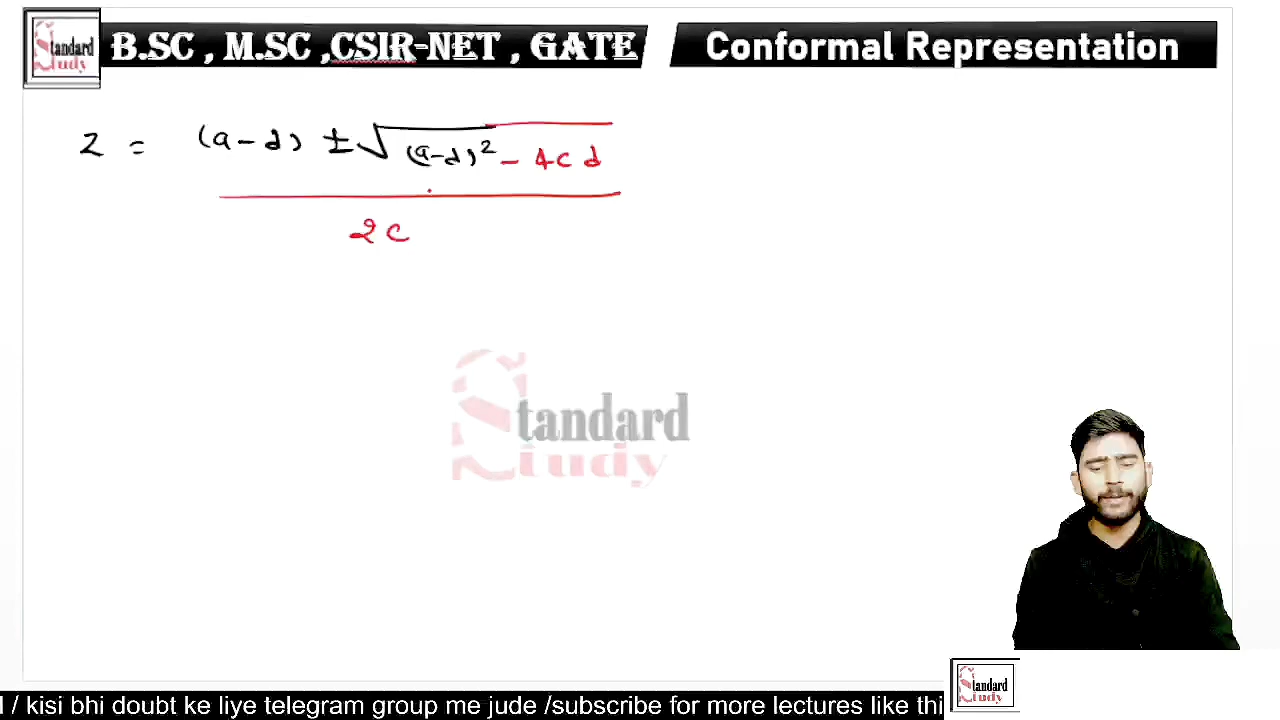 Standard Study B.SC , M.SC ,CSIR-NET , GATE Conformal Representation
z = (a-d) ± √(a-d)² - 4cd
2c
Standard
Study
Standard
Study
l / kisi bhi doubt ke liye telegram group me jude /subscribe for more lectures like thi